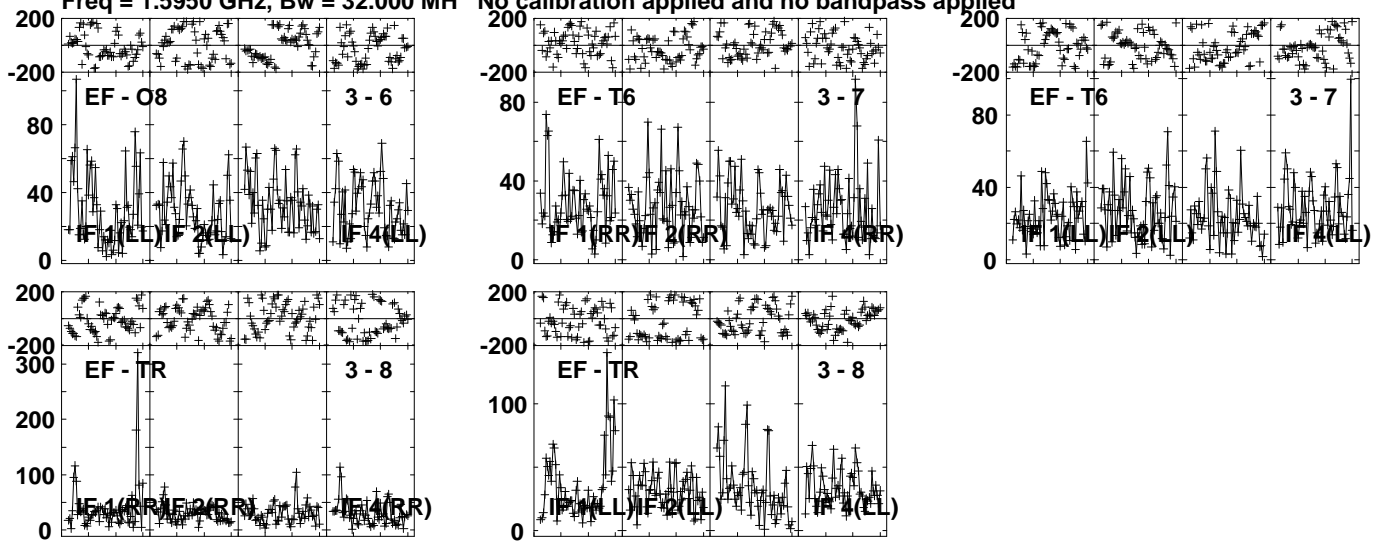 Freq = 1.5950 GHz, Bw = 32.000 MH No calibration applied and no bandpass applied
200
-200
EF - O8
3 - 6
80
40
0
IF 1(LL)
IF 2(LL)
IF 4(LL)
200
-200
EF - T6
3 - 7
80
40
0
IF 1(RR)
IF 2(RR)
IF 4(RR)
200
-200
EF - T6
3 - 7
80
40
0
IF 1(LL)
IF 2(LL)
IF 4(LL)
200
-200
EF - TR
3 - 8
300
200
100
0
IF 1(RR)
IF 2(RR)
IF 4(RR)
200
-200
EF - TR
3 - 8
100
0
IF 1(LL)
IF 2(LL)
IF 4(LL)